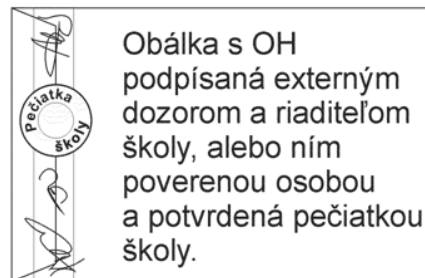 Pečiatka
školy
Obálka s OH
podpísaná externým
dozorom a riaditeľom
školy, alebo ním
poverenou osobou
a potvrdená pečiatkou
školy.